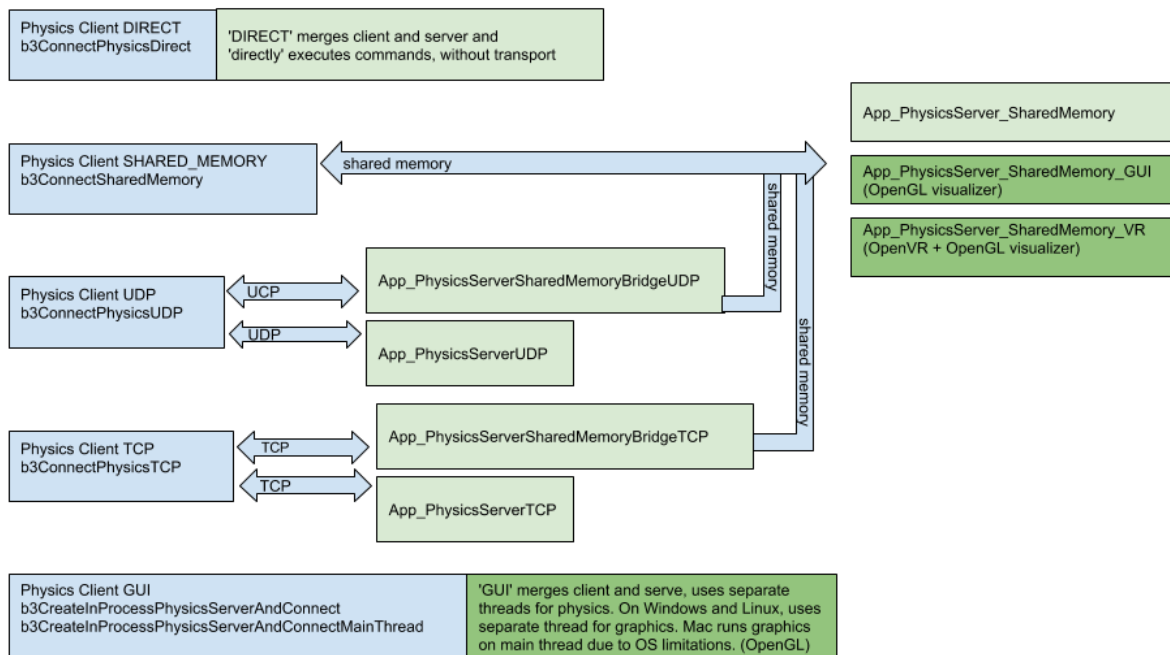 Physics Client DIRECT
b3ConnectPhysicsDirect
'DIRECT' merges client and server and
'directly' executes commands, without transport
App_PhysicsServer_SharedMemory
Physics Client SHARED_MEMORY
b3ConnectSharedMemory
shared memory
App_PhysicsServer_SharedMemory_GUI
(OpenGL visualizer)
App_PhysicsServer_SharedMemory_VR
(OpenVR + OpenGL visualizer)
shared memory
shared memory
Physics Client UDP
b3ConnectPhysicsUDP
UCP
App_PhysicsServerSharedMemoryBridgeUDP
UDP
App_PhysicsServerUDP
Physics Client TCP
b3ConnectPhysicsTCP
TCP
App_PhysicsServerSharedMemoryBridgeTCP
TCP
App_PhysicsServerTCP
Physics Client GUI
b3CreateInProcessPhysicsServerAndConnect
b3CreateInProcessPhysicsServerAndConnectMainThread
'GUI' merges client and serve, uses separate
threads for physics. On Windows and Linux, uses
separate thread for graphics. Mac runs graphics
on main thread due to OS limitations. (OpenGL)